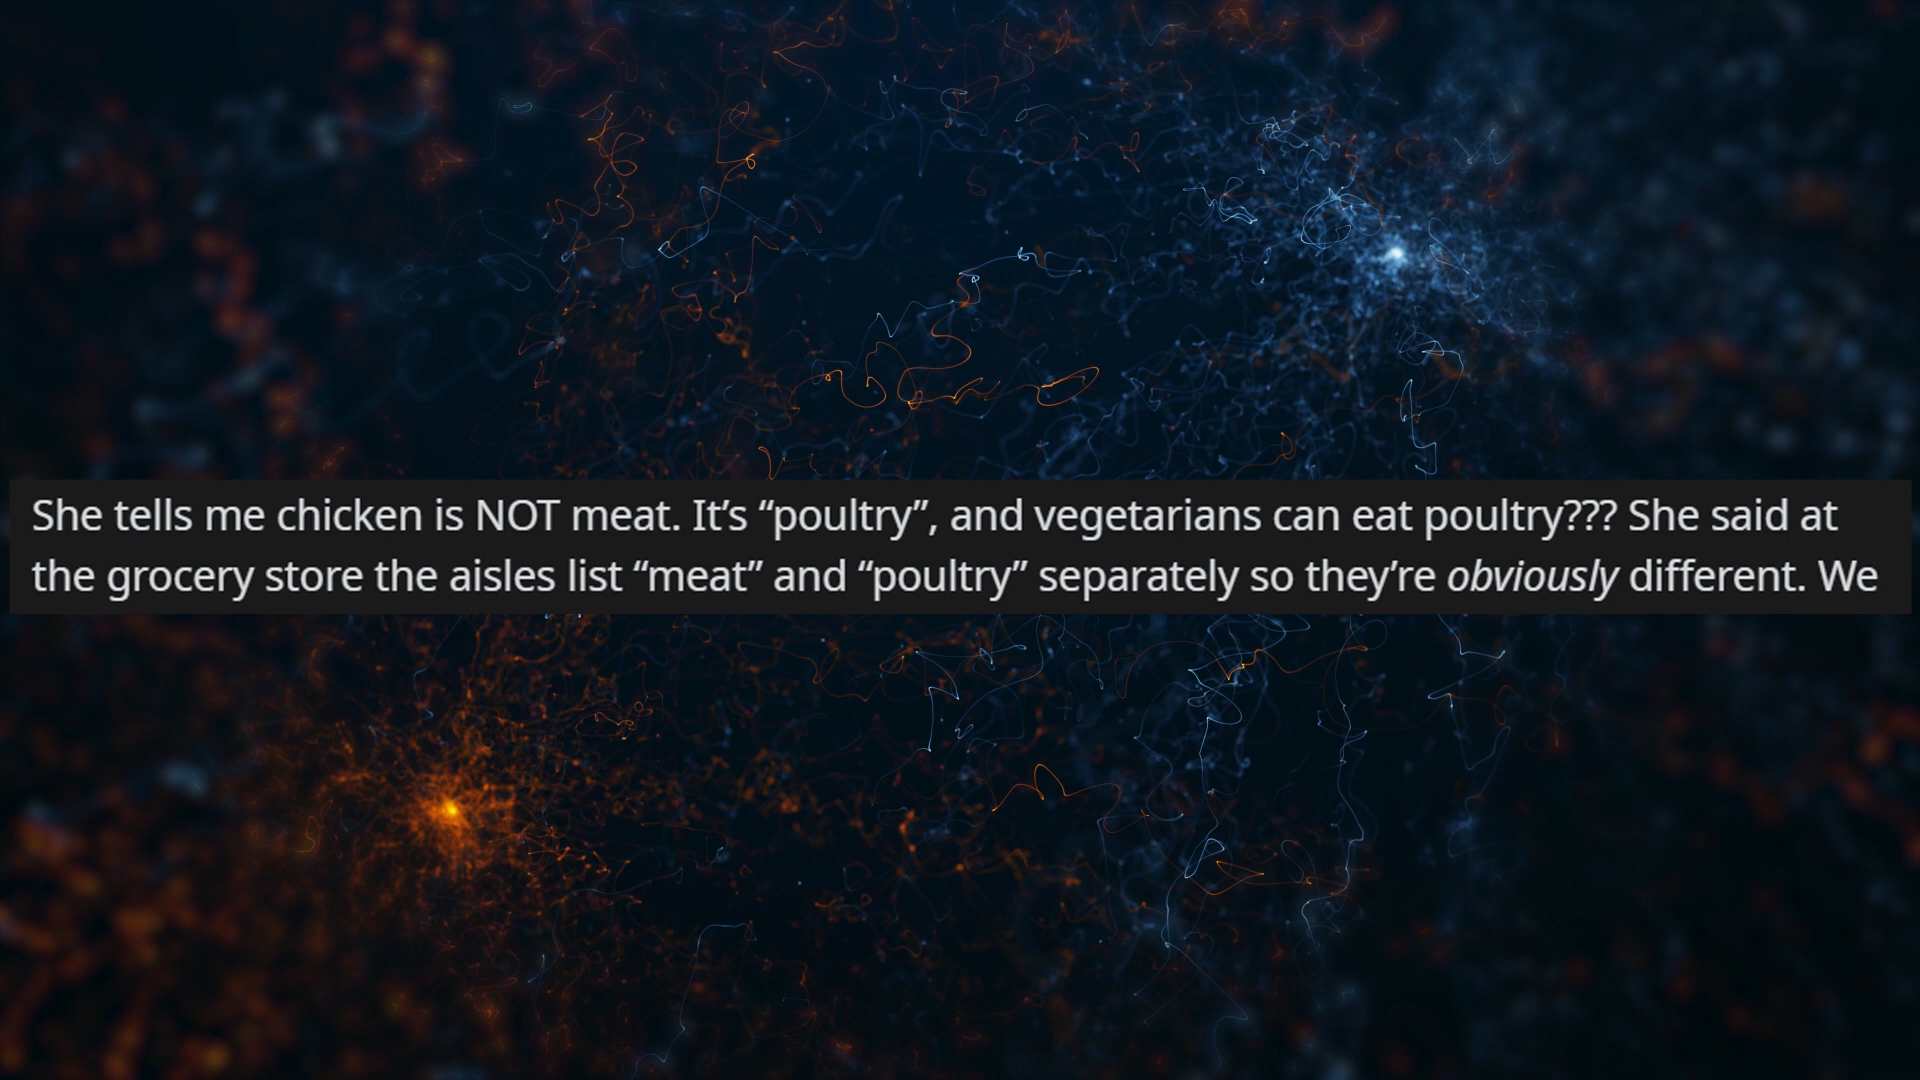 She tells me chicken is NOT meat. It’s “poultry”, and vegetarians can eat poultry??? She said at
the grocery store the aisles list “meat” and “poultry” separately so they’re obviously different. We